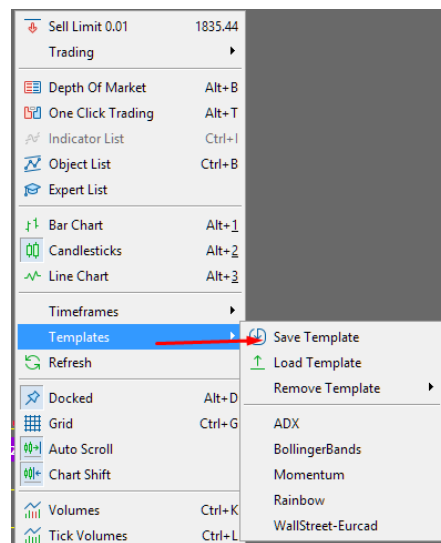 Sell Limit 0.01 1835.44
Trading
Depth Of Market Alt+B
One Click Trading Alt+T
Indicator List Ctrl+I
Object List Ctrl+B
Expert List
Bar Chart Alt+1
Candlesticks Alt+2
Line Chart Alt+3
Timeframes
Templates
Save Template
Load Template
Remove Template
ADX
BollingerBands
Momentum
Rainbow
WallStreet-Eurcad
Refresh
Docked Alt+D
Grid Ctrl+G
Auto Scroll
Chart Shift
Volumes Ctrl+K
Tick Volumes Ctrl+L